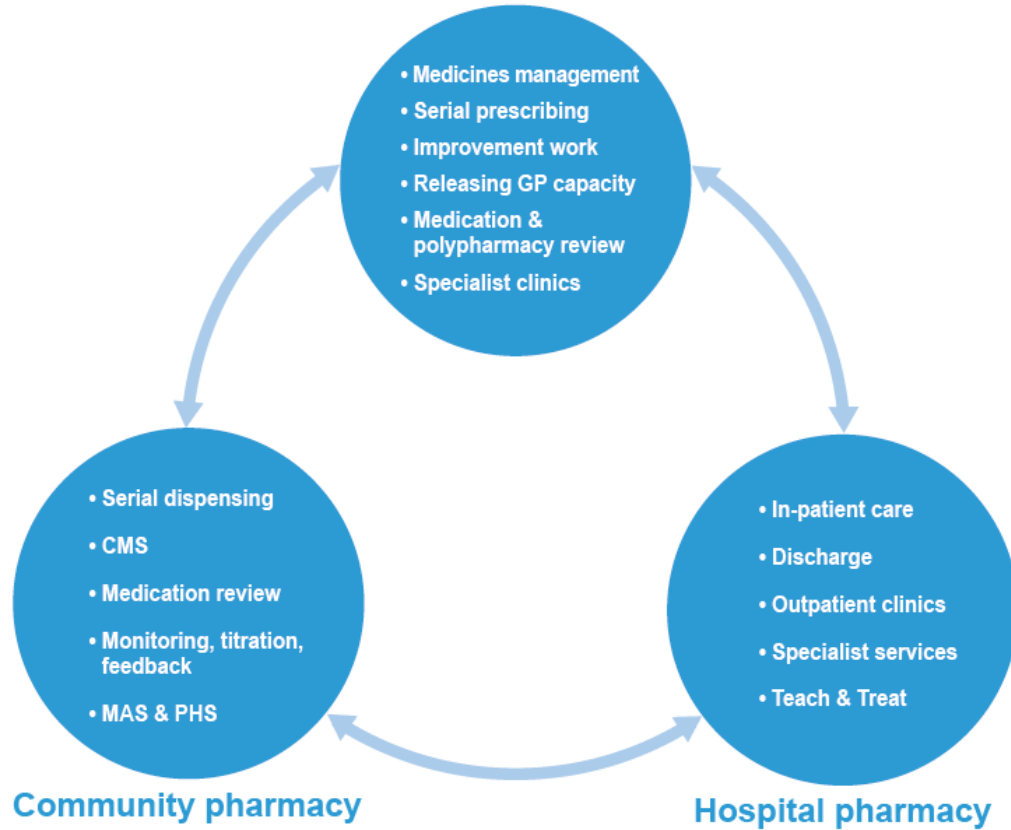 • Medicines management
• Serial prescribing
• Improvement work
• Releasing GP capacity
• Medication &
polypharmacy review
• Specialist clinics
• Serial dispensing
• CMS
• Medication review
• Monitoring, titration,
feedback
• MAS & PHS
Community pharmacy
• In-patient care
• Discharge
• Outpatient clinics
• Specialist services
• Teach & Treat
Hospital pharmacy